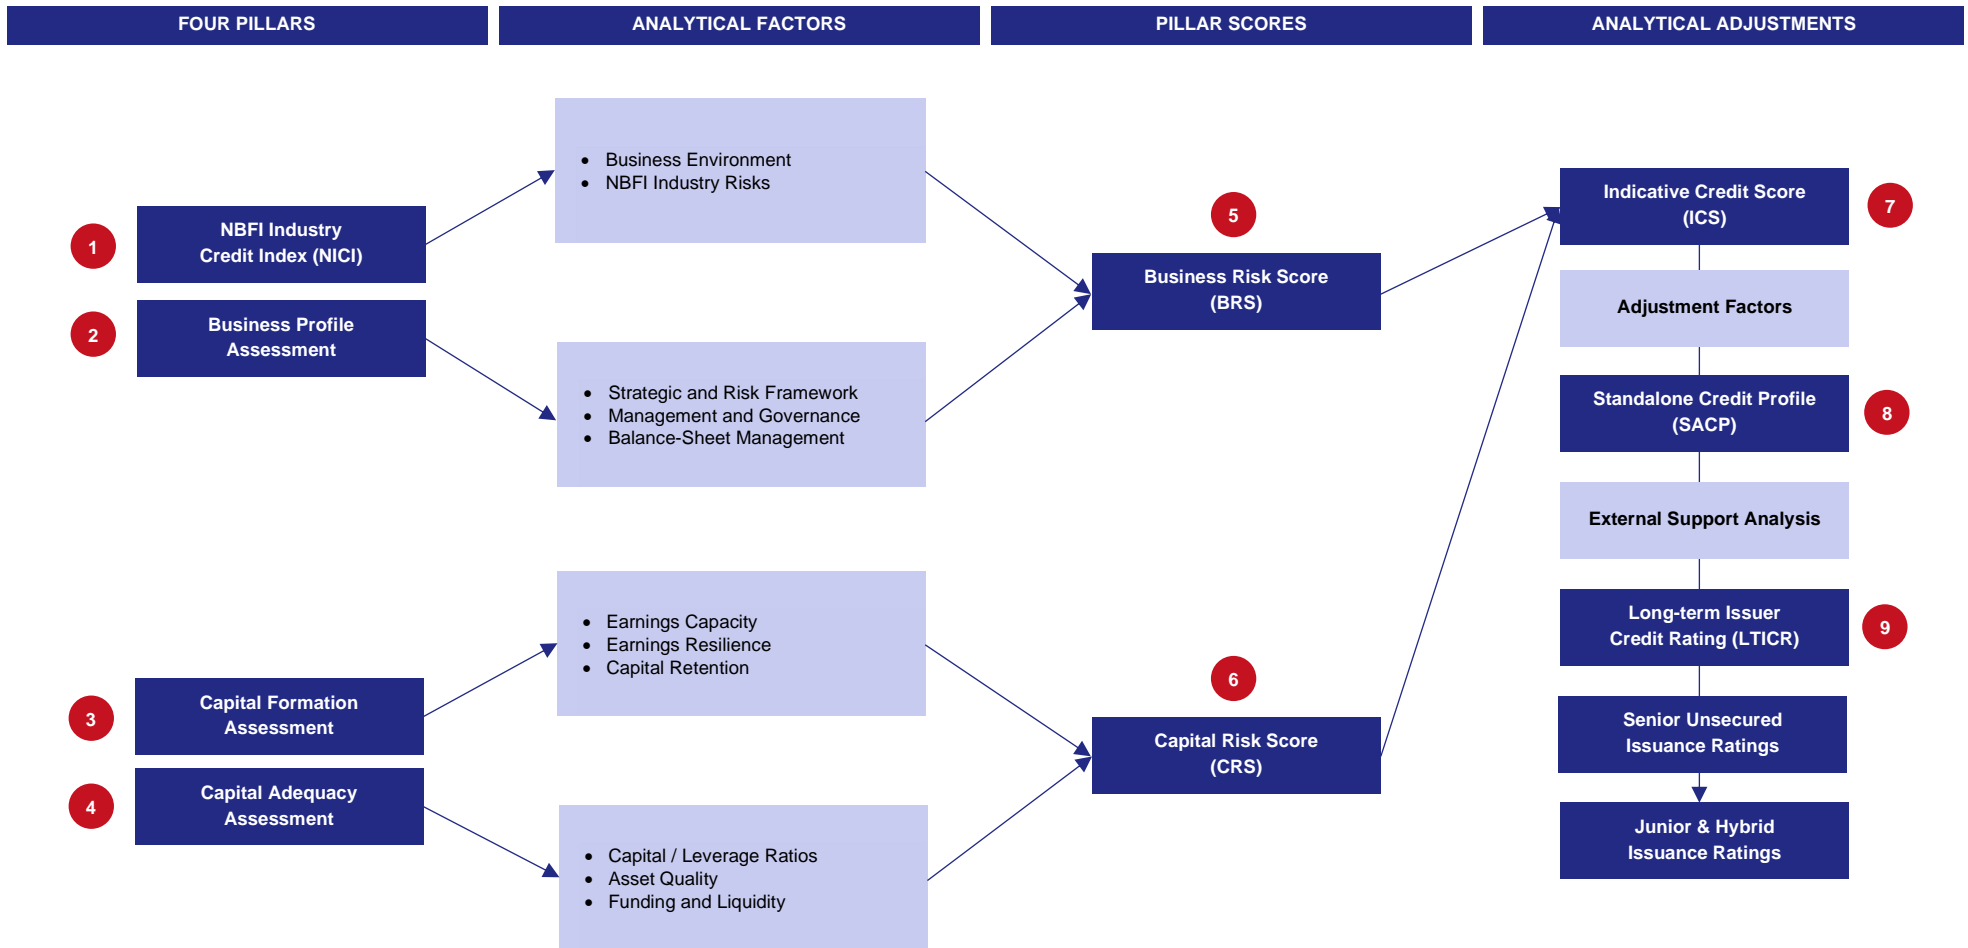 FOUR PILLARS
ANALYTICAL FACTORS
PILLAR SCORES
ANALYTICAL ADJUSTMENTS
1
NBFI Industry
Credit Index (NICI)
2
Business Profile
Assessment
3
Capital Formation
Assessment
4
Capital Adequacy
Assessment
• Business Environment
• NBFI Industry Risks
• Strategic and Risk Framework
• Management and Governance
• Balance-Sheet Management
• Earnings Capacity
• Earnings Resilience
• Capital Retention
• Capital / Leverage Ratios
• Asset Quality
• Funding and Liquidity
5
Business Risk Score
(BRS)
6
Capital Risk Score
(CRS)
Indicative Credit Score
(ICS)
7
Adjustment Factors
Standalone Credit Profile
(SACP)
8
External Support Analysis
Long-term Issuer
Credit Rating (LTICR)
9
Senior Unsecured
Issuance Ratings
Junior & Hybrid
Issuance Ratings